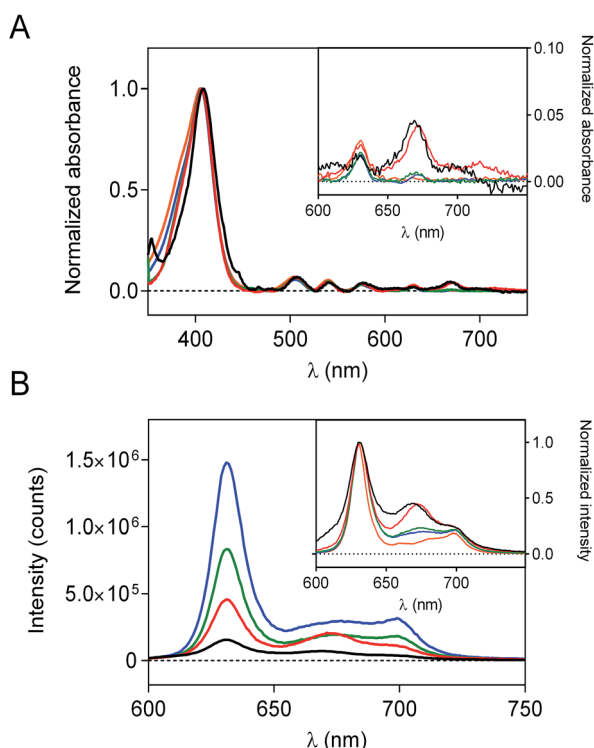 A
Normalized absorbance
1.0
0.5
0.0
400
500
600
700
λ (nm)
0.10
0.05
0.00
600
650
700
λ (nm)
Normalized absorbance
B
Intensity (counts)
1.5× 10⁶
1.0× 10⁶
5.0× 10⁵
0
600
650
700
750
λ (nm)
1.0
0.5
0.0
600
650
700
λ (nm)
Normalized intensity